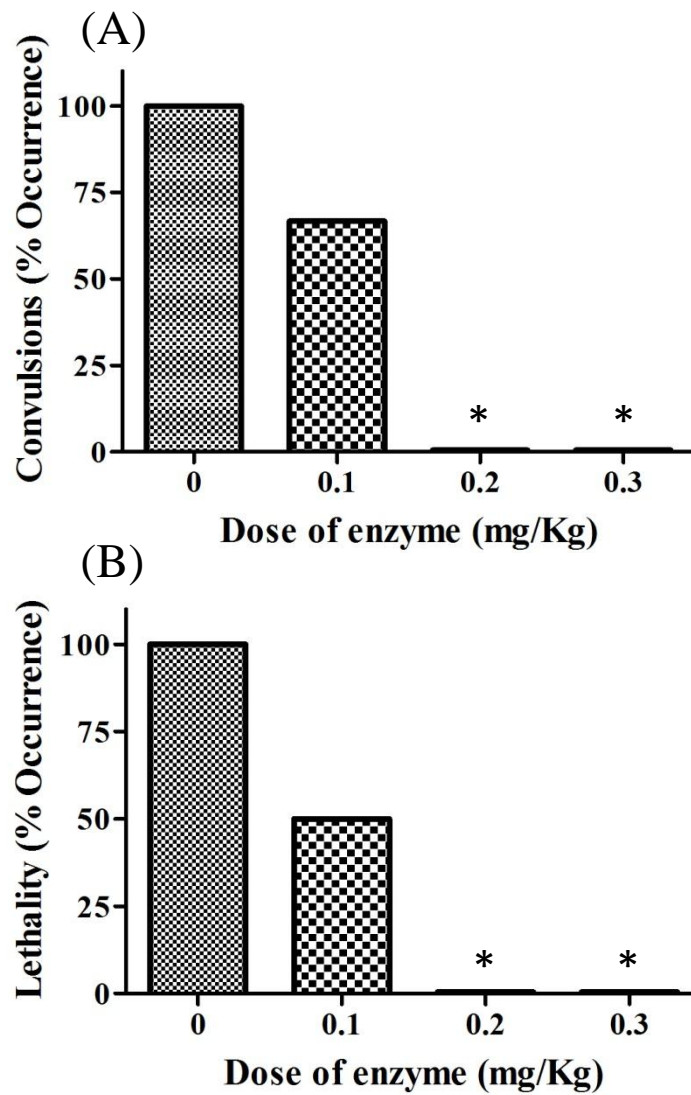 (A)
Convulsions (% Occurrence)
100
75
50
25
0
* *
0 0.1 0.2 0.3
Dose of enzyme (mg/Kg)
(B)
Lethality (% Occurrence)
100
75
50
25
0
* *
0 0.1 0.2 0.3
Dose of enzyme (mg/Kg)